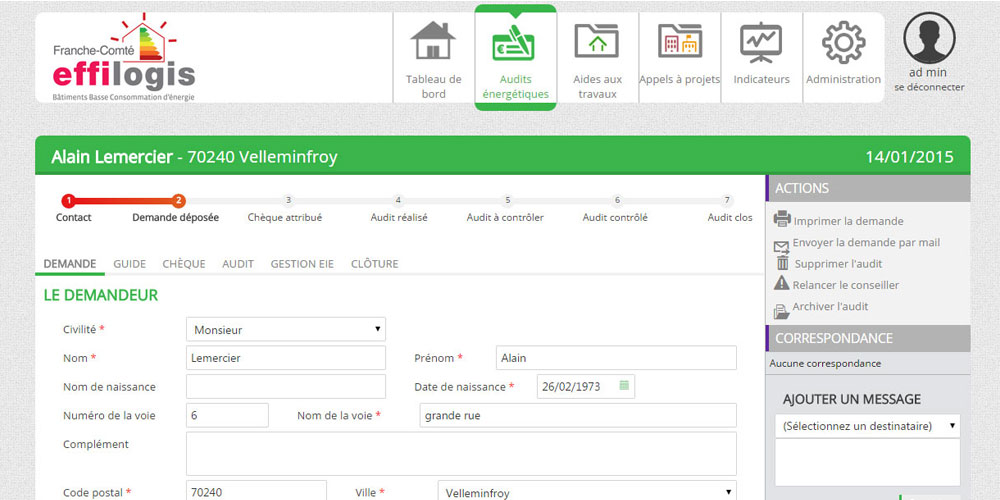 Franche-Comté
effilogis
Bâtiments Basse Consommation d'énergie
Tableau de bord
Audits énergétiques
Aides aux travaux
Appels à projets
Indicateurs
Administration
ad min
se déconnecter
Alain Lemercier - 70240 Velleminfroy
14/01/2015
1 2 3 4 5 6 7
Contact Demande déposée Chèque attribué Audit réalisé Audit à contrôler Audit contrôlé Audit clos
DEMANDE GUIDE CHÈQUE AUDIT GESTION EIE CLÔTURE
LE DEMANDEUR
Civilité * Monsieur
Nom * Lemercier Prénom * Alain
Nom de naissance Date de naissance * 26/02/1973
Numéro de la voie 6 Nom de la voie * grande rue
Complément
Code postal * 70240 Ville * Velleminfroy
ACTIONS
Imprimer la demande
Envoyer la demande par mail
Supprimer l'audit
Relancer le conseiller
Archiver l'audit
CORRESPONDANCE
Aucune correspondance
AJOUTER UN MESSAGE
(Sélectionnez un destinataire)